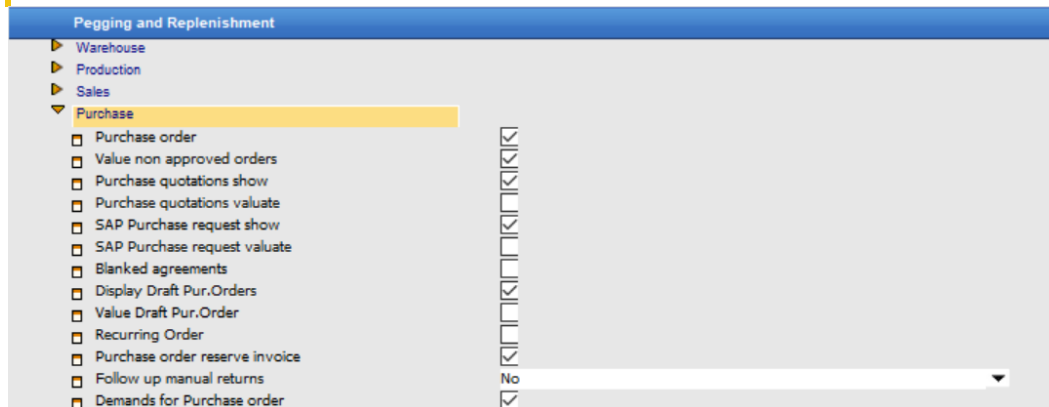 Pegging and Replenishment
Warehouse
Production
Sales
Purchase
Purchase order
Value non approved orders
Purchase quotations show
Purchase quotations valuate
SAP Purchase request show
SAP Purchase request valuate
Blanked agreements
Display Draft Pur.Orders
Value Draft Pur.Order
Recurring Order
Purchase order reserve invoice
Follow up manual returns No
Demands for Purchase order